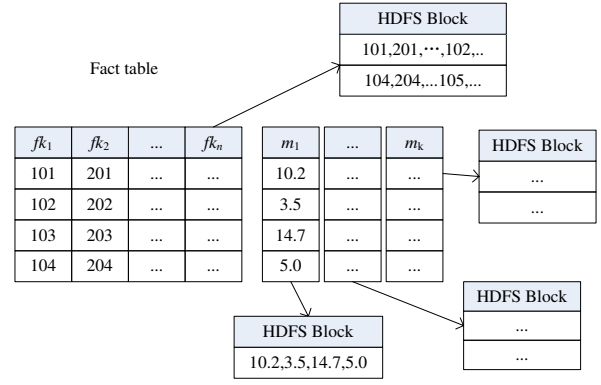 HDFS Block
101,201,⋯,102,..
104,204,...105,...
Fact table
fk1 fk2 ... fkn
101 201 ... ...
102 202 ... ...
103 203 ... ...
104 204 ... ...
m1 ... mk
10.2 ... ...
3.5 ... ...
14.7 ... ...
5.0 ... ...
HDFS Block
...
...
HDFS Block
...
...
HDFS Block
10.2,3.5,14.7,5.0